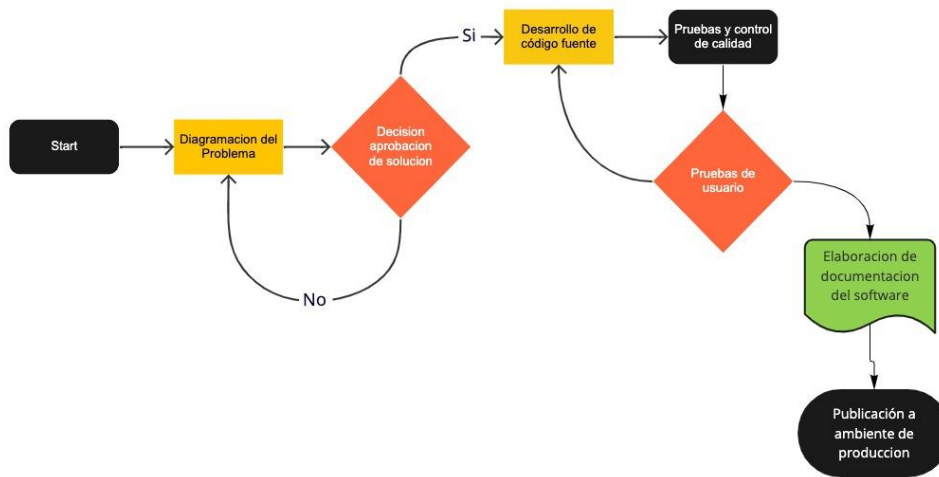 Start
Diagramacion del
Problema
Decision
aprobacion
de solucion
Si
No
Desarrollo de
código fuente
Pruebas y control
de calidad
Pruebas de
usuario
Elaboracion de
documentacion
del software
Publicación a
ambiente de
produccion